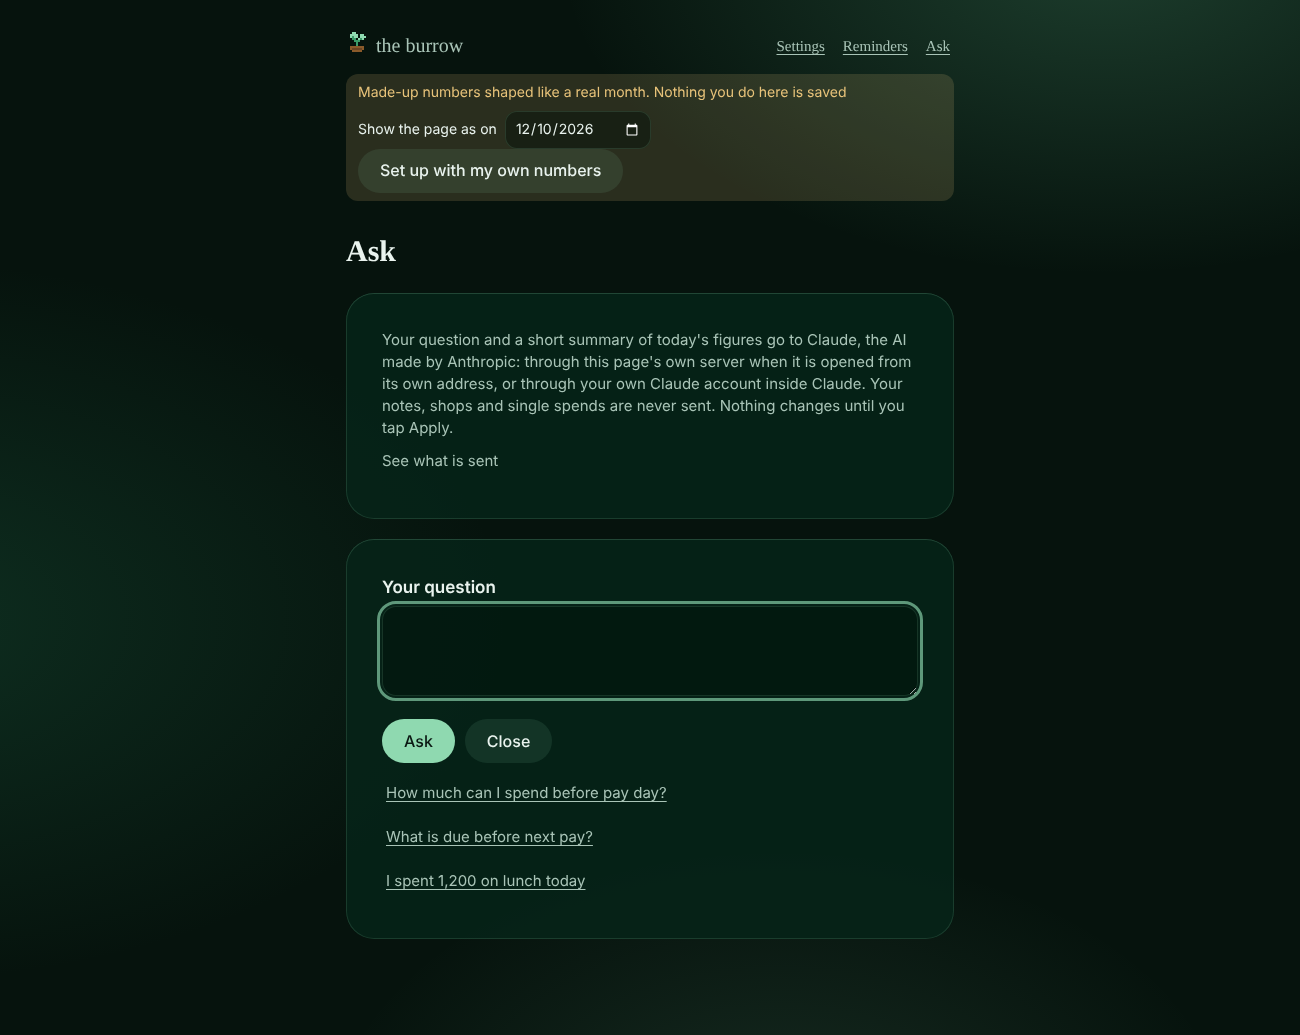 the burrow
Settings Reminders Ask
Made-up numbers shaped like a real month. Nothing you do here is saved
Show the page as on 12/10/2026
Set up with my own numbers
Ask
Your question and a short summary of today's figures go to Claude, the AI
made by Anthropic: through this page's own server when it is opened from
its own address, or through your own Claude account inside Claude. Your
notes, shops and single spends are never sent. Nothing changes until you
tap Apply.
See what is sent
Your question
Ask Close
How much can I spend before pay day?
What is due before next pay?
I spent 1,200 on lunch today